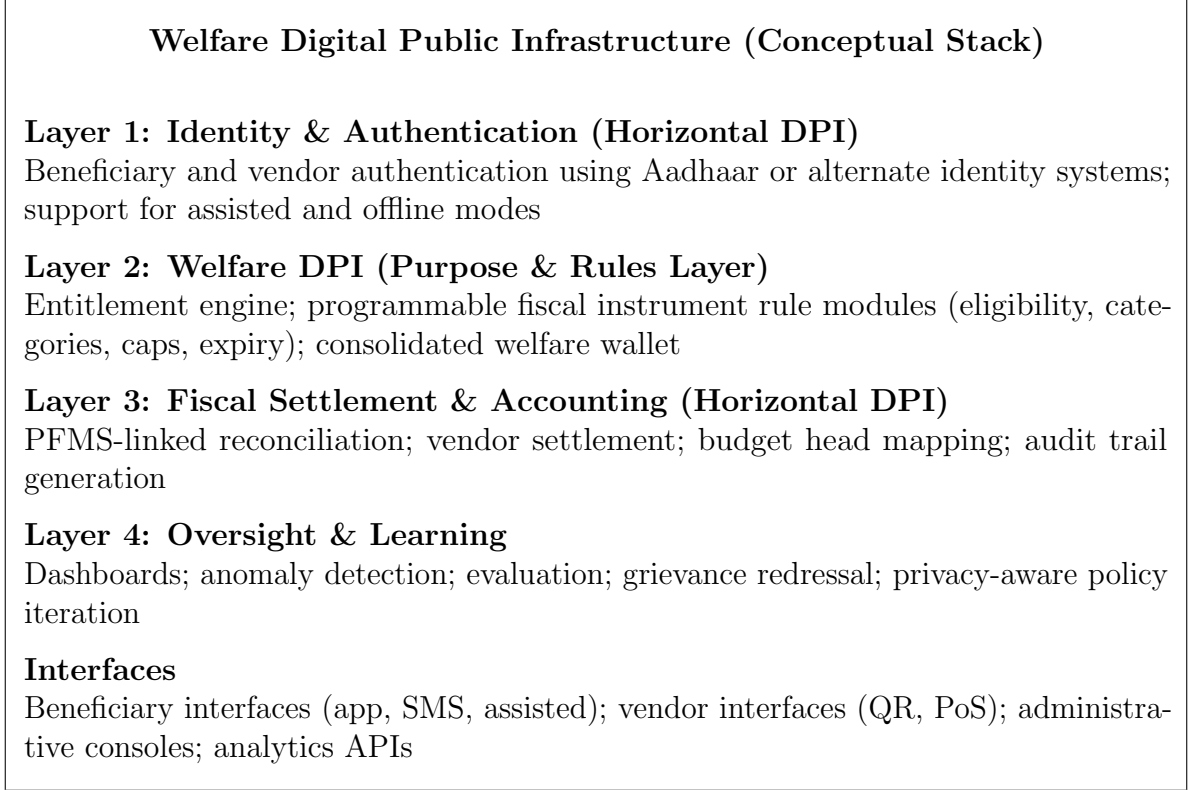 Welfare Digital Public Infrastructure (Conceptual Stack)
Layer 1: Identity & Authentication (Horizontal DPI)
Beneficiary and vendor authentication using Aadhaar or alternate identity systems;
support for assisted and offline modes
Layer 2: Welfare DPI (Purpose & Rules Layer)
Entitlement engine; programmable fiscal instrument rule modules (eligibility, cate-
gories, caps, expiry); consolidated welfare wallet
Layer 3: Fiscal Settlement & Accounting (Horizontal DPI)
PFMS-linked reconciliation; vendor settlement; budget head mapping; audit trail
generation
Layer 4: Oversight & Learning
Dashboards; anomaly detection; evaluation; grievance redressal; privacy-aware policy
iteration
Interfaces
Beneficiary interfaces (app, SMS, assisted); vendor interfaces (QR, PoS); administra-
tive consoles; analytics APIs